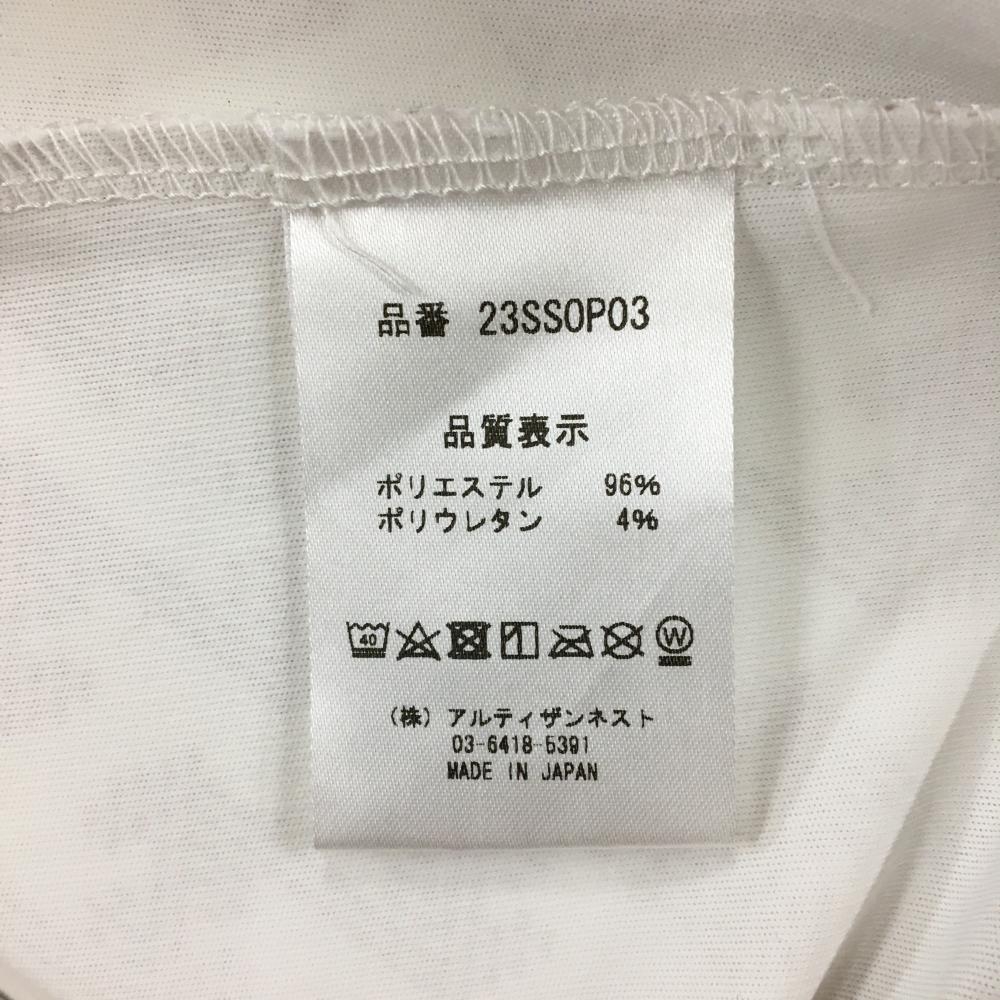 品番 23SSOP03
品質表示
ポリエステル 96%
ポリウレタン 4%
40 W
（株）アルティザンネスト
03-6418-5391
MADE IN JAPAN